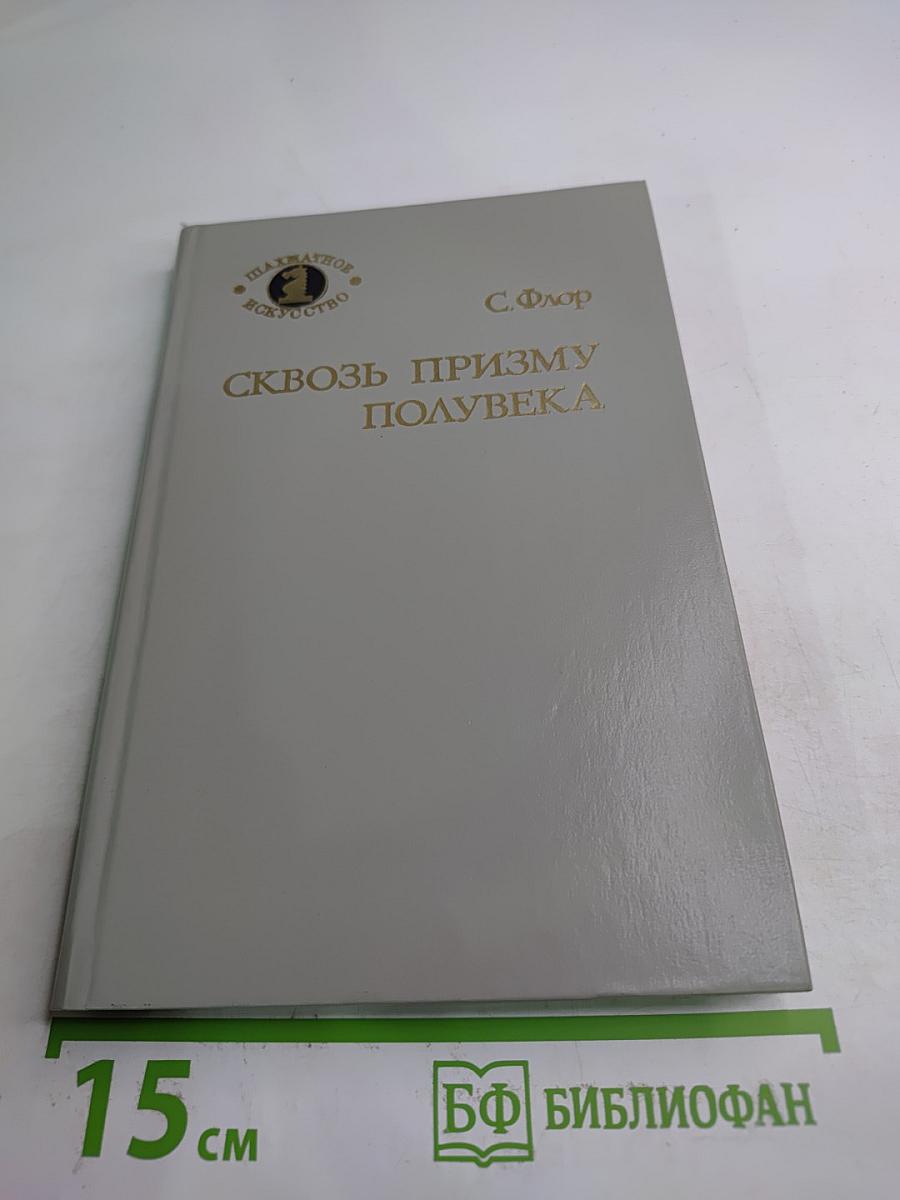 ШАХМАТНОЕ
ИСКУССТВО
С. Флор
СКВОЗЬ ПРИЗМУ
ПОЛУВЕКА
15 см
БФ БИБЛИОФАН